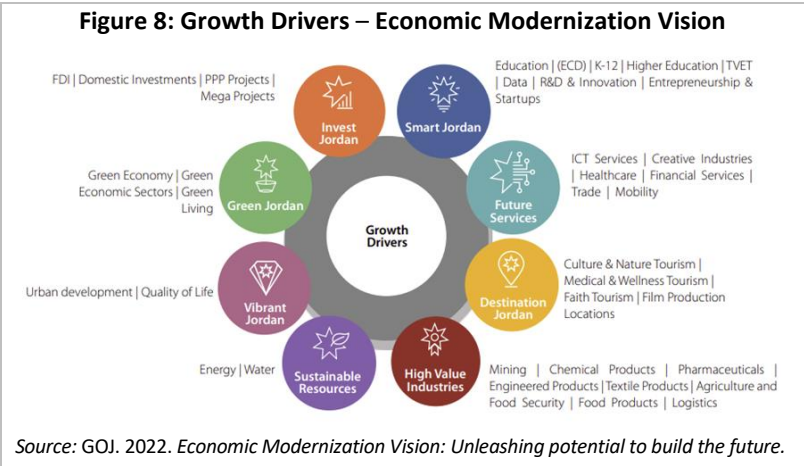 Figure 8: Growth Drivers – Economic Modernization Vision
FDI | Domestic Investments | PPP Projects |
Mega Projects
Invest
Jordan
Smart Jordan
Education | (ECD) | K-12 | Higher Education | TVET
| Data | R&D & Innovation | Entrepreneurship &
Startups
Green Economy | Green
Economic Sectors | Green
Living
Green Jordan
Future
Services
ICT Services | Creative Industries
| Healthcare | Financial Services |
Trade | Mobility
Growth
Drivers
Urban development | Quality of Life
Vibrant
Jordan
Destination
Jordan
Culture & Nature Tourism |
Medical & Wellness Tourism |
Faith Tourism | Film Production
Locations
Energy | Water
Sustainable
Resources
High Value
Industries
Mining | Chemical Products | Pharmaceuticals |
Engineered Products | Textile Products | Agriculture and
Food Security | Food Products | Logistics
Source: GOJ. 2022. Economic Modernization Vision: Unleashing potential to build the future.